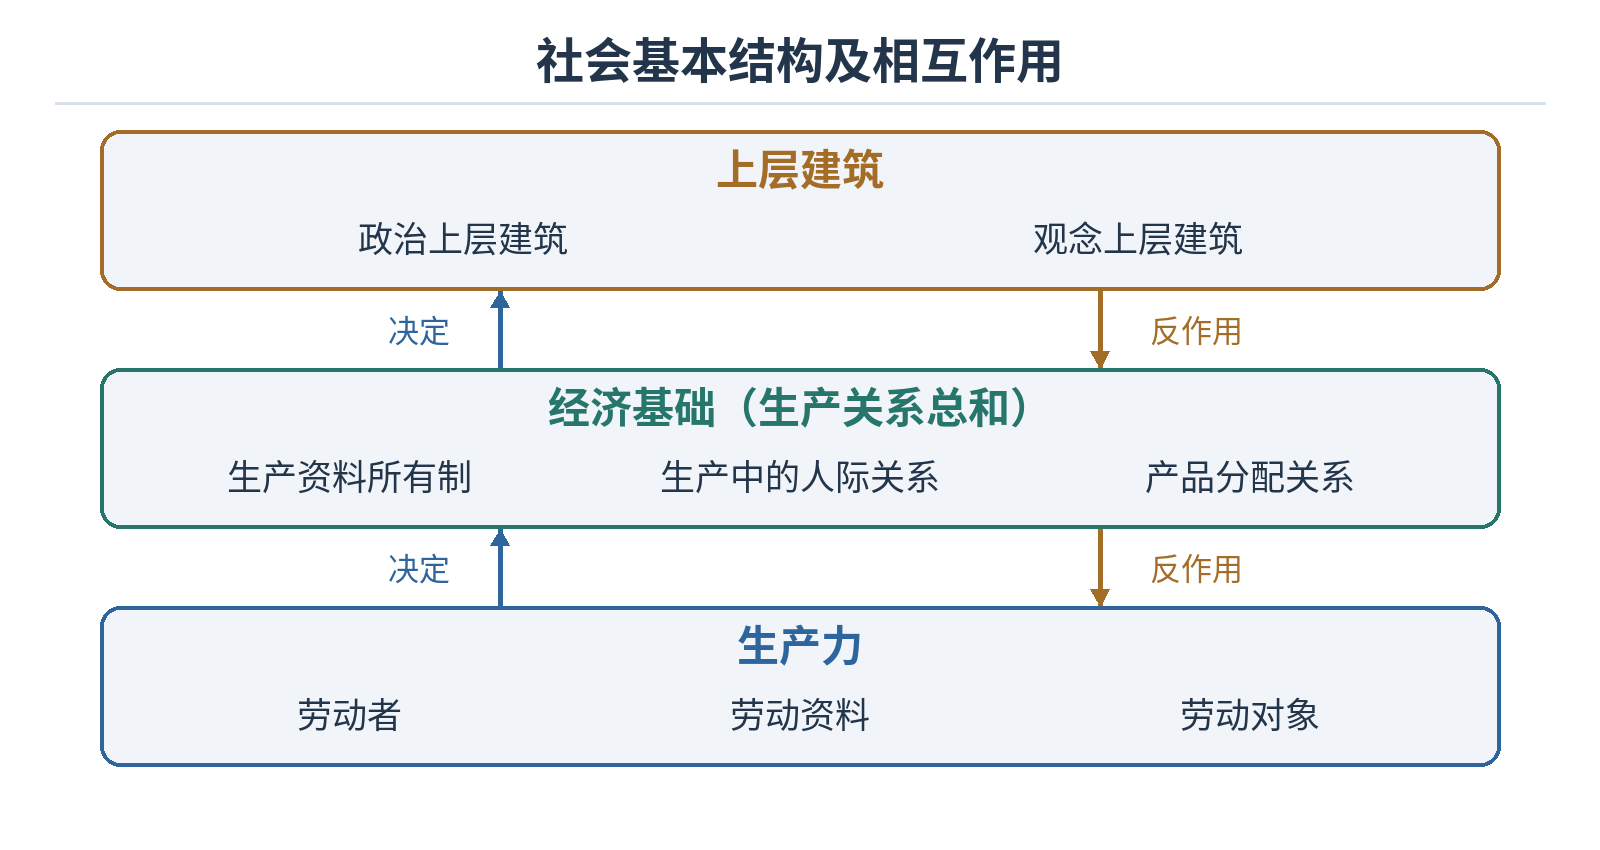 社会基本结构及相互作用
上层建筑
政治上层建筑 观念上层建筑
决定 反作用
经济基础（生产关系总和）
生产资料所有制 生产中的人际关系 产品分配关系
决定 反作用
生产力
劳动者 劳动资料 劳动对象